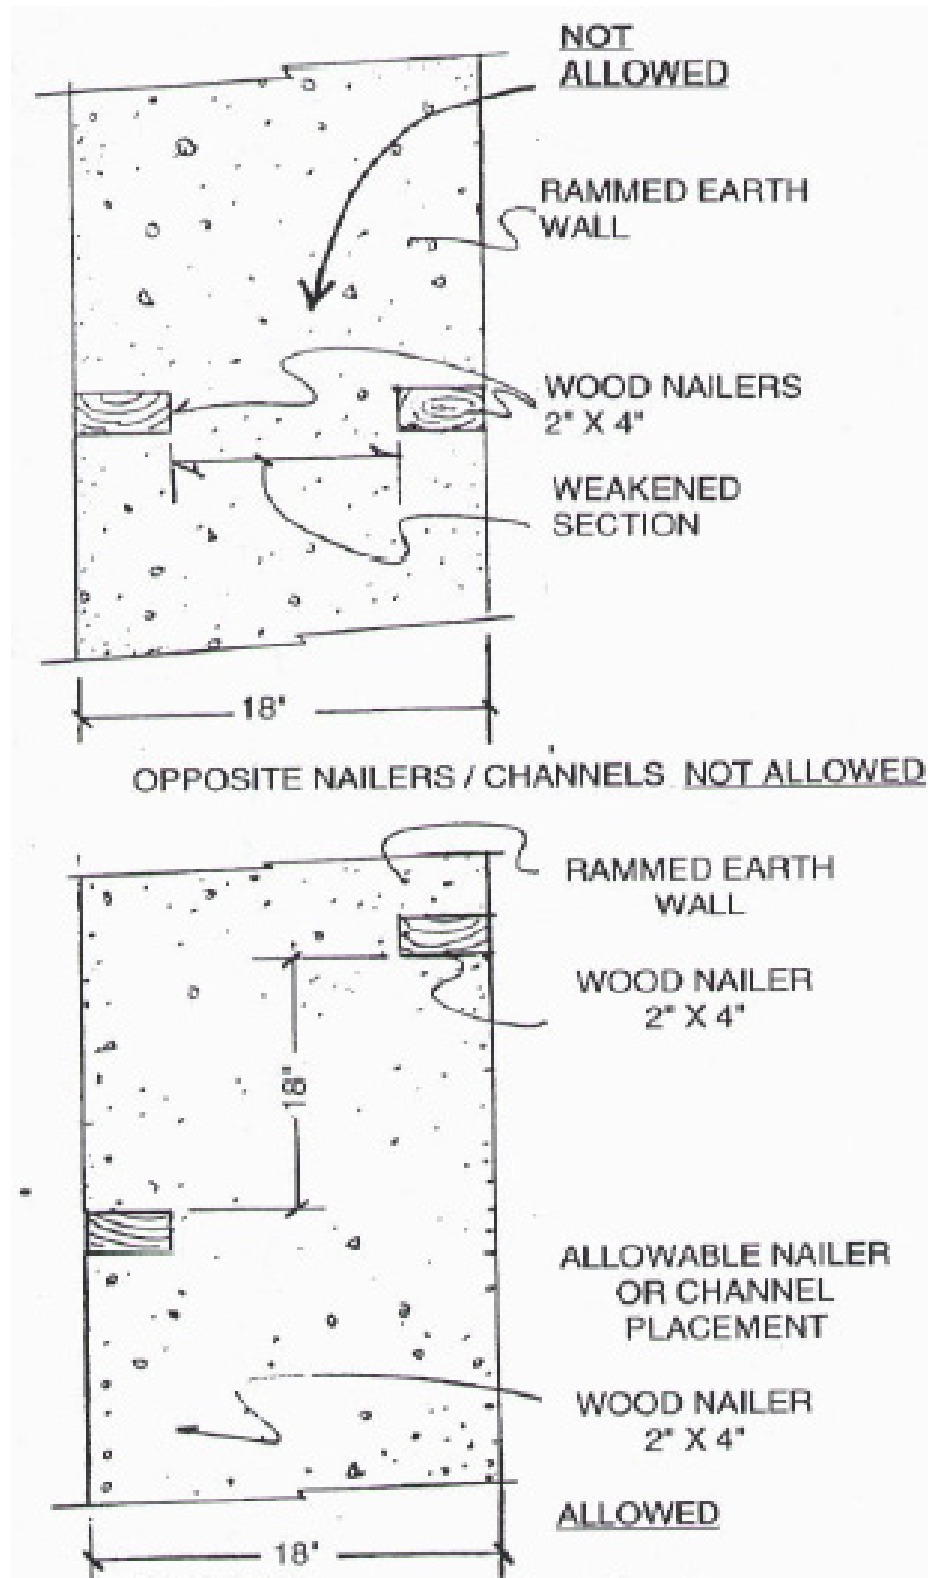 NOT
ALLOWED
RAMMED EARTH
WALL
WOOD NAILERS
2" X 4"
WEAKENED
SECTION
18"
OPPOSITE NAILERS / CHANNELS NOT ALLOWED
RAMMED EARTH
WALL
WOOD NAILER
2" X 4"
18"
ALLOWABLE NAILER
OR CHANNEL
PLACEMENT
WOOD NAILER
2" X 4"
ALLOWED
18"